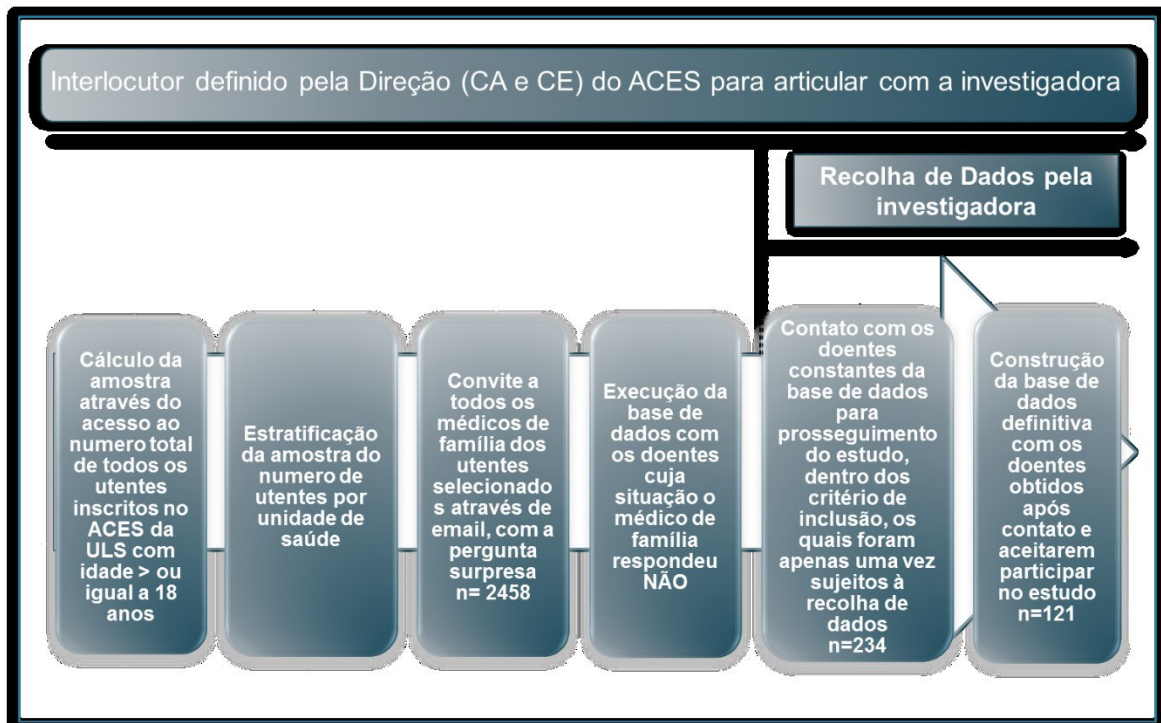 Interlocutor definido pela Direção (CA e CE) do ACES para articular com a investigadora
Recolha de Dados pela
investigadora
Cálculo da
amostra
através do
acesso ao
numero total
de todos os
utentes
inscritos no
ACES da
ULS com
idade > ou
igual a 18
anos
Estratificação
da amostra do
numero de
utentes por
unidade de
saúde
Convite a
todos os
médicos de
família dos
utentes
selecionado
s através de
email, com a
pergunta
surpresa
n= 2458
Execução da
base de
dados com
os doentes
cuja
situação o
médico de
família
respondeu
NÃO
Contato com os
doentes
constantes da
base de dados
para
prosseguimento
do estudo,
dentro dos
critério de
inclusão, os
quais foram
apenas uma vez
sujeitos à
recolha de
dados
n=234
Construção
da base de
dados
definitiva
com os
doentes
obtidos
após
contato e
aceitarem
participar
no estudo
n=121